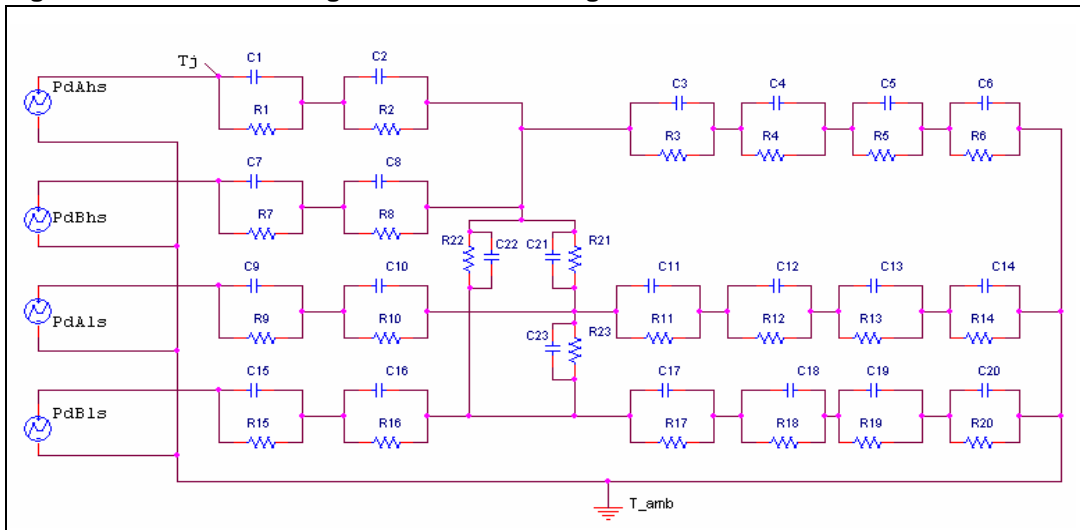 C1 C2
Tj
PdAhs
C3 C4 C5 C6
R1 R2
R3 R4 R5 R6
C7 C8
PdBhs
R7 R8
R22 C22 C21 R21
C9 C10 C11 C12 C13 C14
PdAls
R9 R10 R11 R12 R13 R14
C23 R23
C15 C16 C17 C18 C19 C20
PdBls
R15 R16 R17 R18 R19 R20
T_amb